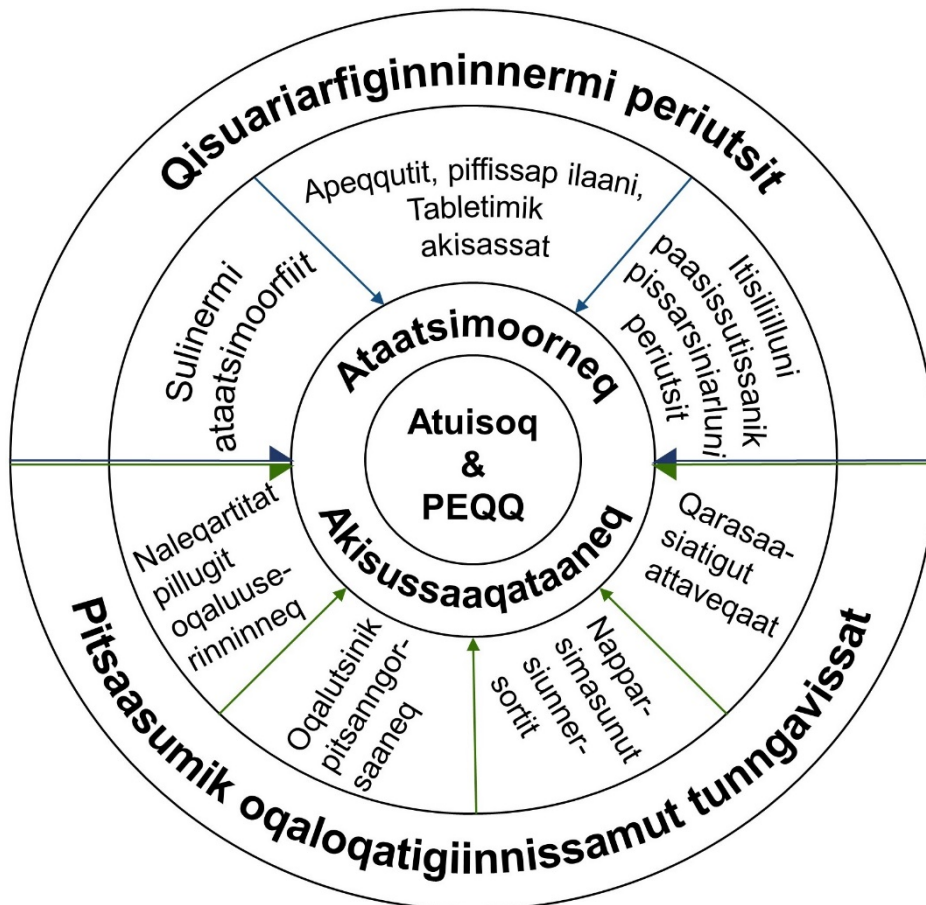 Qisuariarfiginninnermi periutsit
Apeqqutit, piffissap ilaani,
Tabletimik
akisassat
Sulinermi
ataatsimoorfiit
Itisiliilluni
paasissutissanik
pissarsiniarluni
periutsit
Ataatsimoorneq
Atuisoq
&
PEQQ
Akisussaaqataaneq
Naleqartitat
pillugit
oqaluuse-
rinninneq
Oqalutsinik
pitsanngor-
saaneq
Nappar-
simasunut
siunner-
sortit
Qarasaa-
siatigut
attaveqaat
Pitsaasumik oqaloqatigiinnissamut tunngavissat